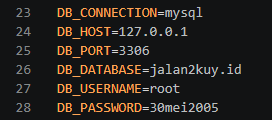 23 DB_CONNECTION=mysql
24 DB_HOST=127.0.0.1
25 DB_PORT=3306
26 DB_DATABASE=jalan2kuy.id
27 DB_USERNAME=root
28 DB_PASSWORD=30mei2005